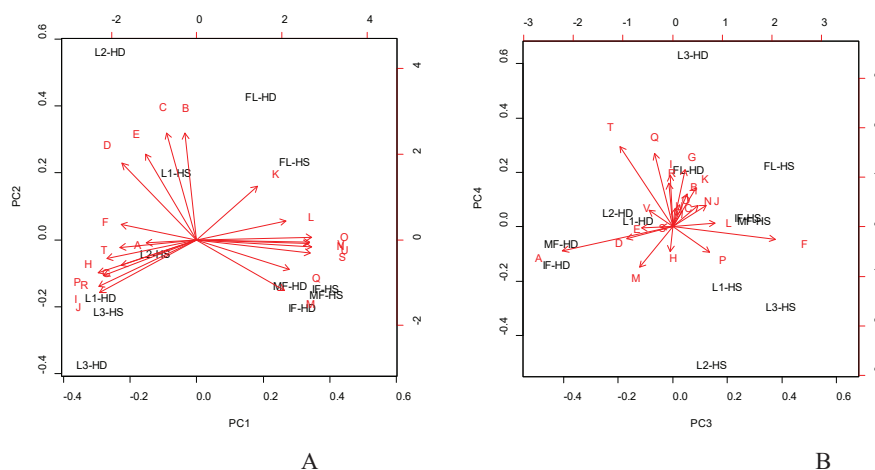 -2 0 2 4
0.6 0.4 0.2 0.0 -0.2 -0.4
PC2
L2-HD
C B
FL-HD
E
D
FL-HS
L1-HS
K
F
L
O
A
T
L2-HS
S
H
Q
P R
MF-HD
IF-HS
L1-HD
MF-HS
I
J
L3-HS
IF-HD
L3-HD
4 2 0 -2
-0.4 -0.2 0.0 0.2 0.4 0.6
PC1
A
-3 -2 -1 0 1 2 3
0.6 0.4 0.2 0.0 -0.2 -0.4
PC4
L3-HD
T
Q
G
I
FL-HS
FL-HD
K
N J
V
L2-HD
L1-HD
IF-HS
MF-HS
L
E
D
MF-HD
F
A
H
P
IF-HD
M
L1-HS
L3-HS
L2-HS
-0.4 -0.2 0.0 0.2 0.4 0.6
PC3
B